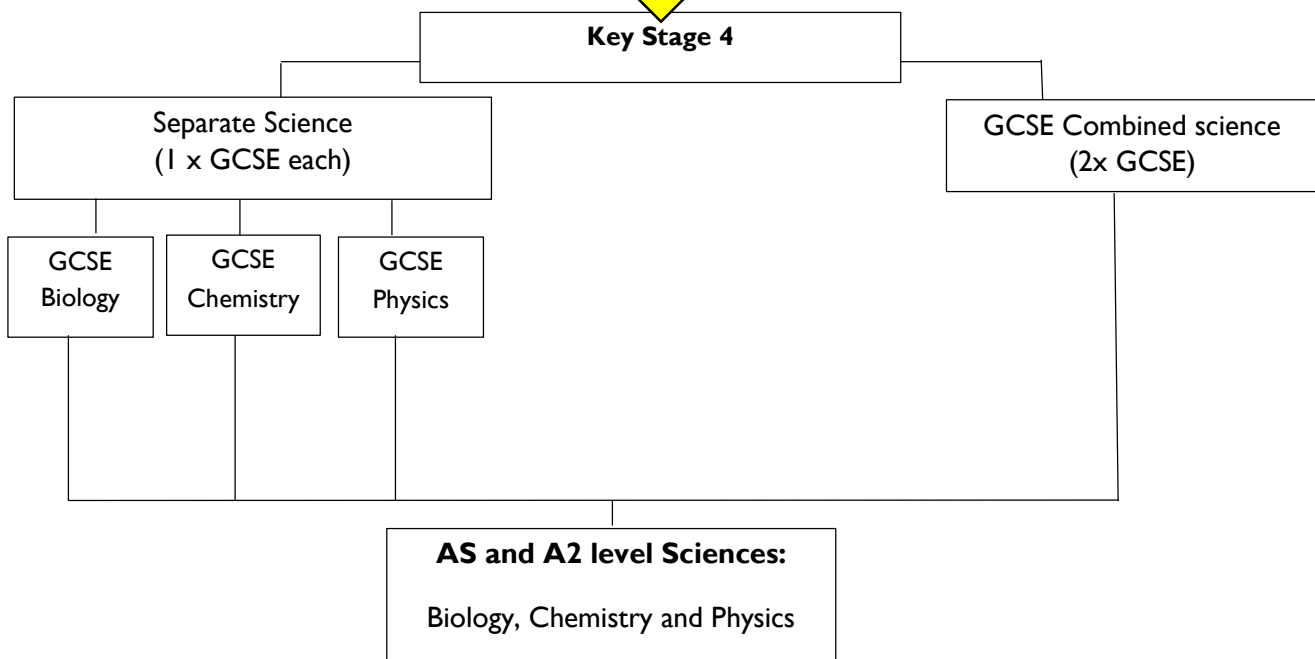 Key Stage 4
Separate Science
(1 x GCSE each)
GCSE Combined science
(2x GCSE)
GCSE
Biology
GCSE
Chemistry
GCSE
Physics
AS and A2 level Sciences:
Biology, Chemistry and Physics